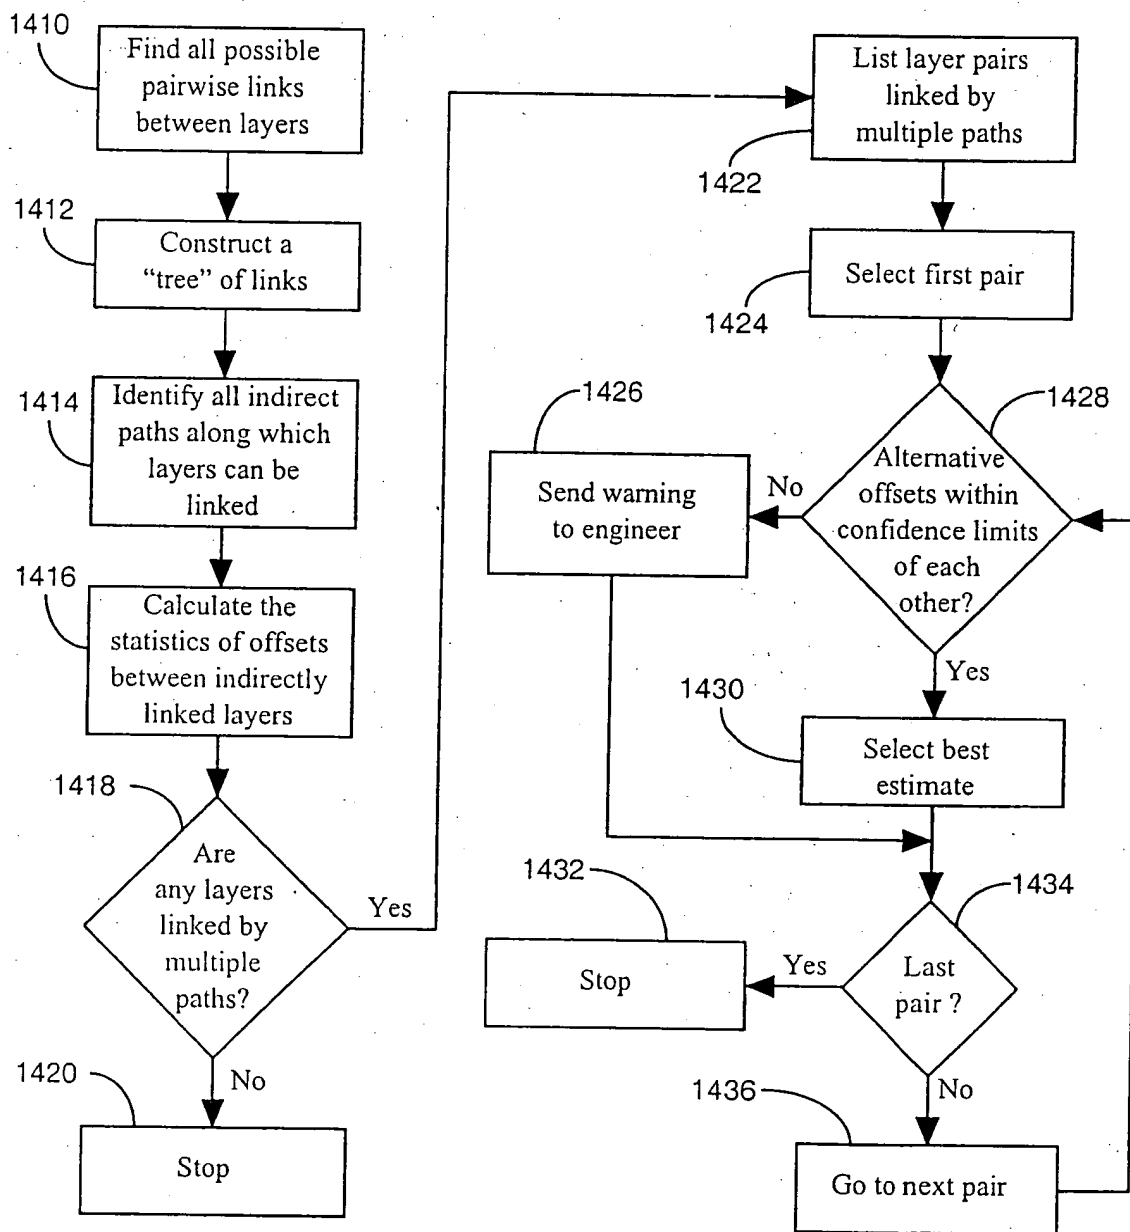 1410
Find all possible
pairwise links
between layers
1412
Construct a
“tree” of links
1414
Identify all indirect
paths along which
layers can be
linked
1416
Calculate the
statistics of offsets
between indirectly
linked layers
1418
Are
any layers
linked by
multiple
paths?
Yes
No
1420
Stop
List layer pairs
linked by
multiple paths
1422
Select first pair
1424
1426
Send warning
to engineer
No
1428
Alternative
offsets within
confidence limits
of each
other?
Yes
1430
Select best
estimate
1432
Stop
Yes
1434
Last
pair ?
No
1436
Go to next pair